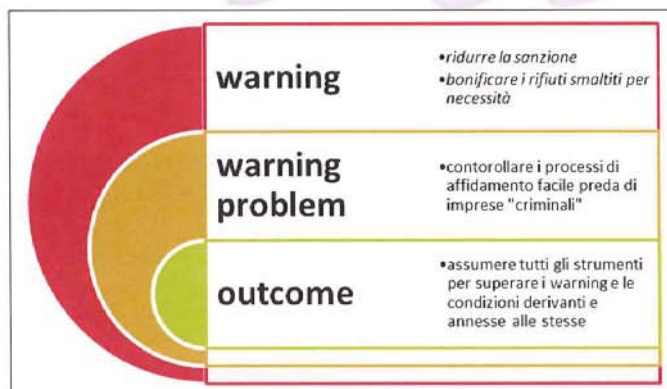 warning
•ridurre la sanzione
•bonificare i rifiuti smaltiti per
necessità
warning
problem
•contorollare i processi di
affidamento facile preda di
imprese "criminali"
outcome
•assumere tutti gli strumenti
per superare i warning e le
condizioni derivanti e
annesse alle stesse